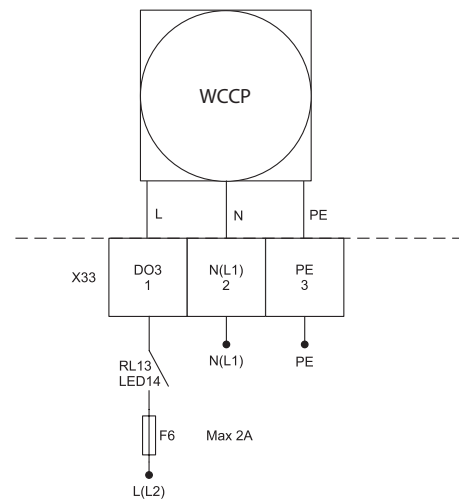 WCCP
L N PE
X33
DO3 N(L1) PE
1 2 3
RL13 N(L1) PE
LED14
F6 Max 2A
L(L2)